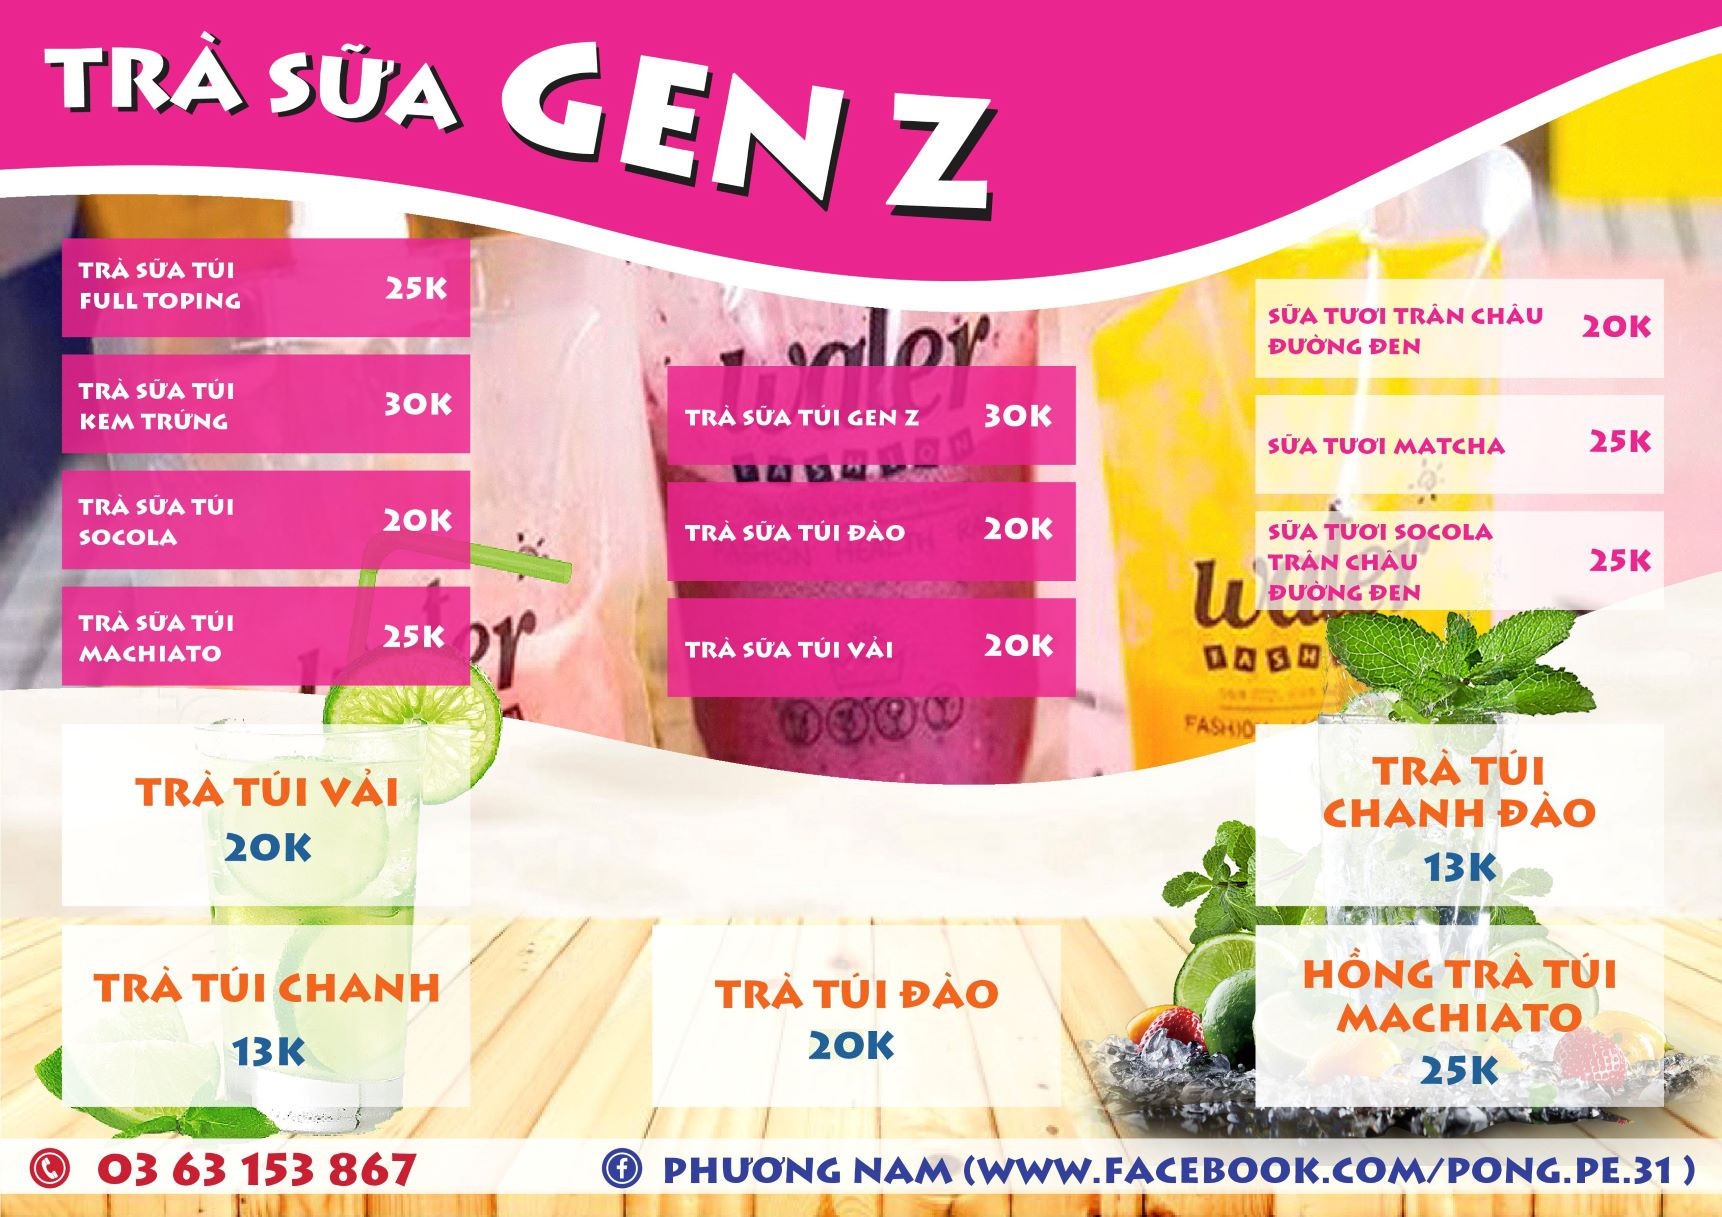 TRÀ SỮA GEN Z
TRÀ SỮA TÚI
FULL TOPING
25K
TRÀ SỮA TÚI
KEM TRỨNG
30K
TRÀ SỮA TÚI
SOCOLA
20K
TRÀ SỮA TÚI
MACHIATO
25K
TRÀ SỮA TÚI GEN Z
30K
TRÀ SỮA TÚI ĐÀO
20K
TRÀ SỮA TÚI VẢI
20K
SỮA TƯƠI TRÂN CHÂU
ĐƯỜNG ĐEN
20K
SỮA TƯƠI MATCHA
25K
SỮA TƯƠI SOCOLA
TRÂN CHÂU
ĐƯỜNG ĐEN
25K
TRÀ TÚI VẢI
20K
TRÀ TÚI CHANH
13K
TRÀ TÚI ĐÀO
20K
TRÀ TÚI
CHANH ĐÀO
13K
HỒNG TRÀ TÚI
MACHIATO
25K
03 63 153 867
PHƯƠNG NAM (WWW.FACEBOOK.COM/PONG.PE.31 )